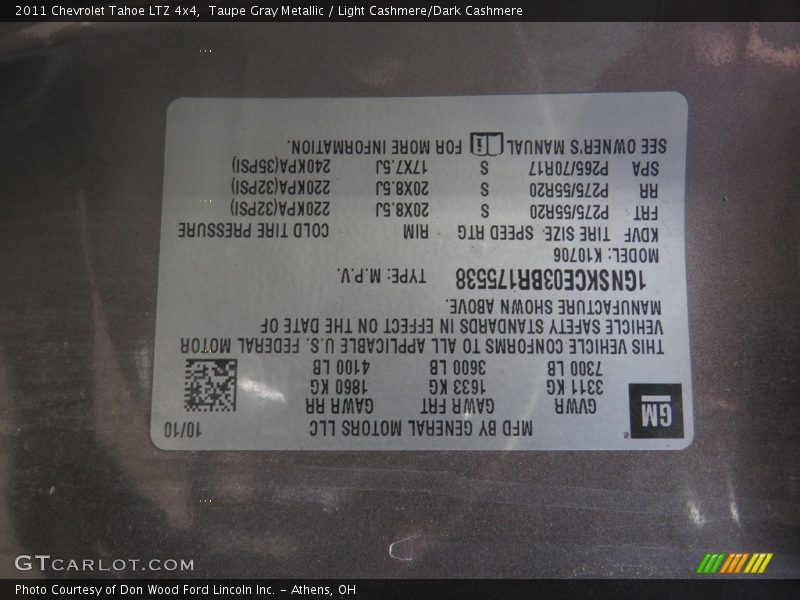 2011 Chevrolet Tahoe LTZ 4x4,  Taupe Gray Metallic / Light Cashmere/Dark Cashmere
GM
®
MFD BY GENERAL MOTORS LLC 10/10
GVWR GAWR FRT GAWR RR
3311 KG 1633 KG 1860 KG
7300 LB 3600 LB 4100 LB
THIS VEHICLE CONFORMS TO ALL APPLICABLE U.S. FEDERAL MOTOR
VEHICLE SAFETY STANDARDS IN EFFECT ON THE DATE OF
MANUFACTURE SHOWN ABOVE.
1GNSKCE03BR175538 TYPE: M.P.V.
MODEL: K10706
KDVF TIRE SIZE SPEED RTG RIM COLD TIRE PRESSURE
FRT P275/55R20 S 20X8.5J 220KPA(32PSI)
RR P275/55R20 S 20X8.5J 220KPA(32PSI)
SPA P265/70R17 S 17X7.5J 240KPA(35PSI)
SEE OWNER'S MANUAL i FOR MORE INFORMATION.
GTCARLOT.COM
Photo Courtesy of Don Wood Ford Lincoln Inc. – Athens, OH